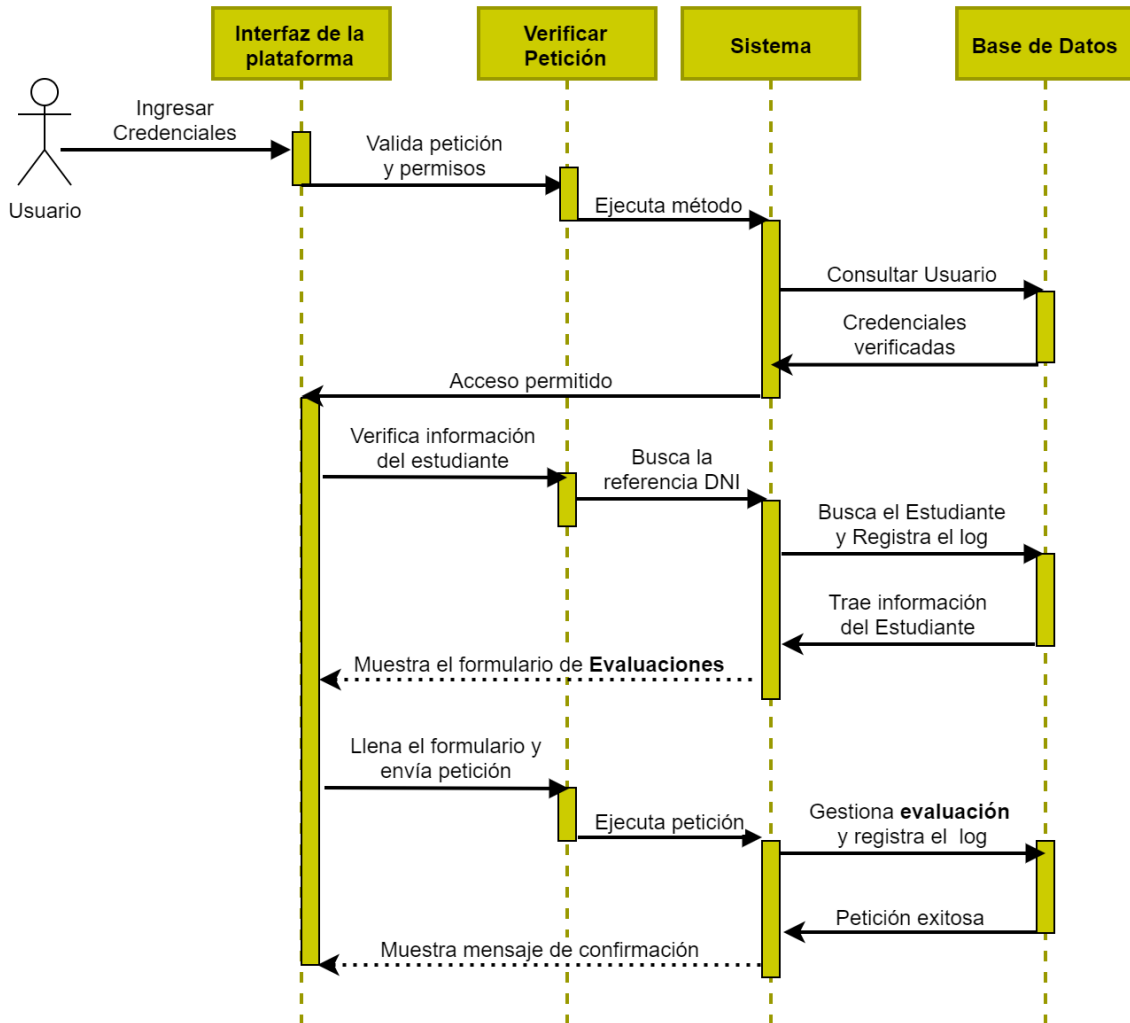 Interfaz de la
plataforma
Verificar
Petición
Sistema
Base de Datos
Usuario
Ingresar
Credenciales
Valida petición
y permisos
Ejecuta método
Consultar Usuario
Credenciales
verificadas
Acceso permitido
Verifica información
del estudiante
Busca la
referencia DNI
Busca el Estudiante
y Registra el log
Trae información
del Estudiante
Muestra el formulario de Evaluaciones
Llena el formulario y
envía petición
Ejecuta petición
Gestiona evaluación
y registra el log
Petición exitosa
Muestra mensaje de confirmación